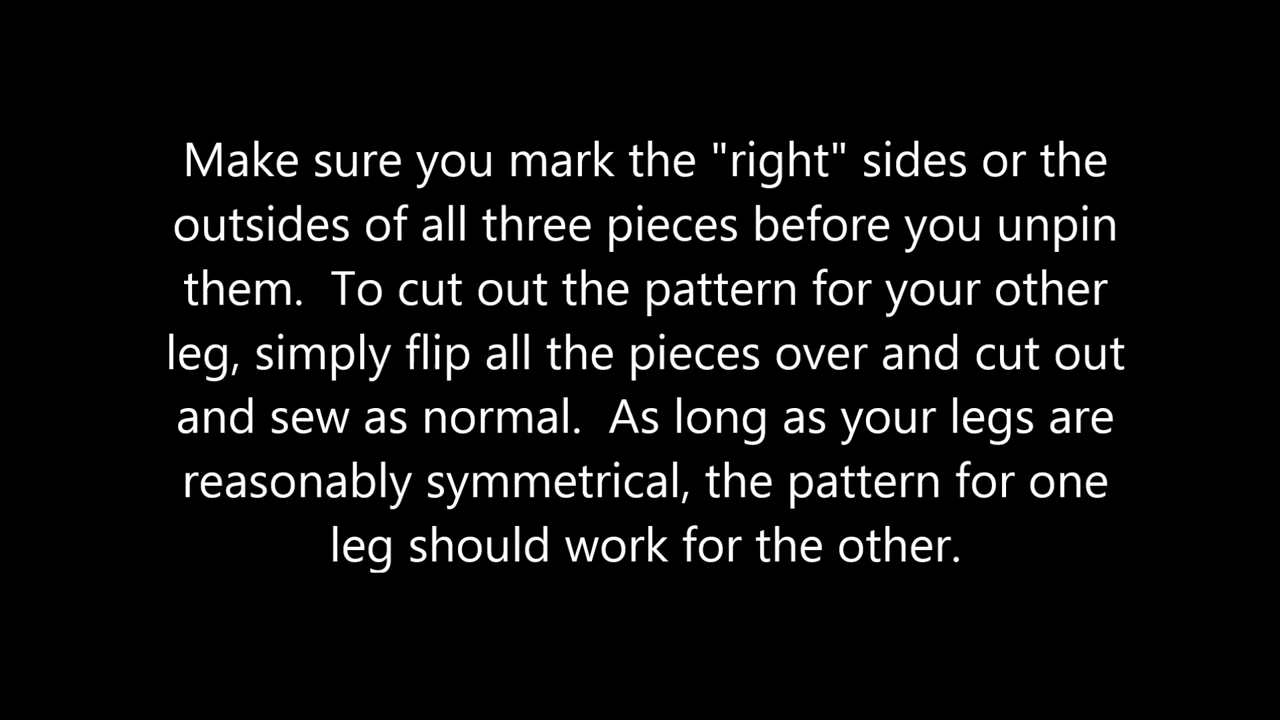 Make sure you mark the "right" sides or the
outsides of all three pieces before you unpin
them.  To cut out the pattern for your other
leg, simply flip all the pieces over and cut out
and sew as normal.  As long as your legs are
reasonably symmetrical, the pattern for one
leg should work for the other.